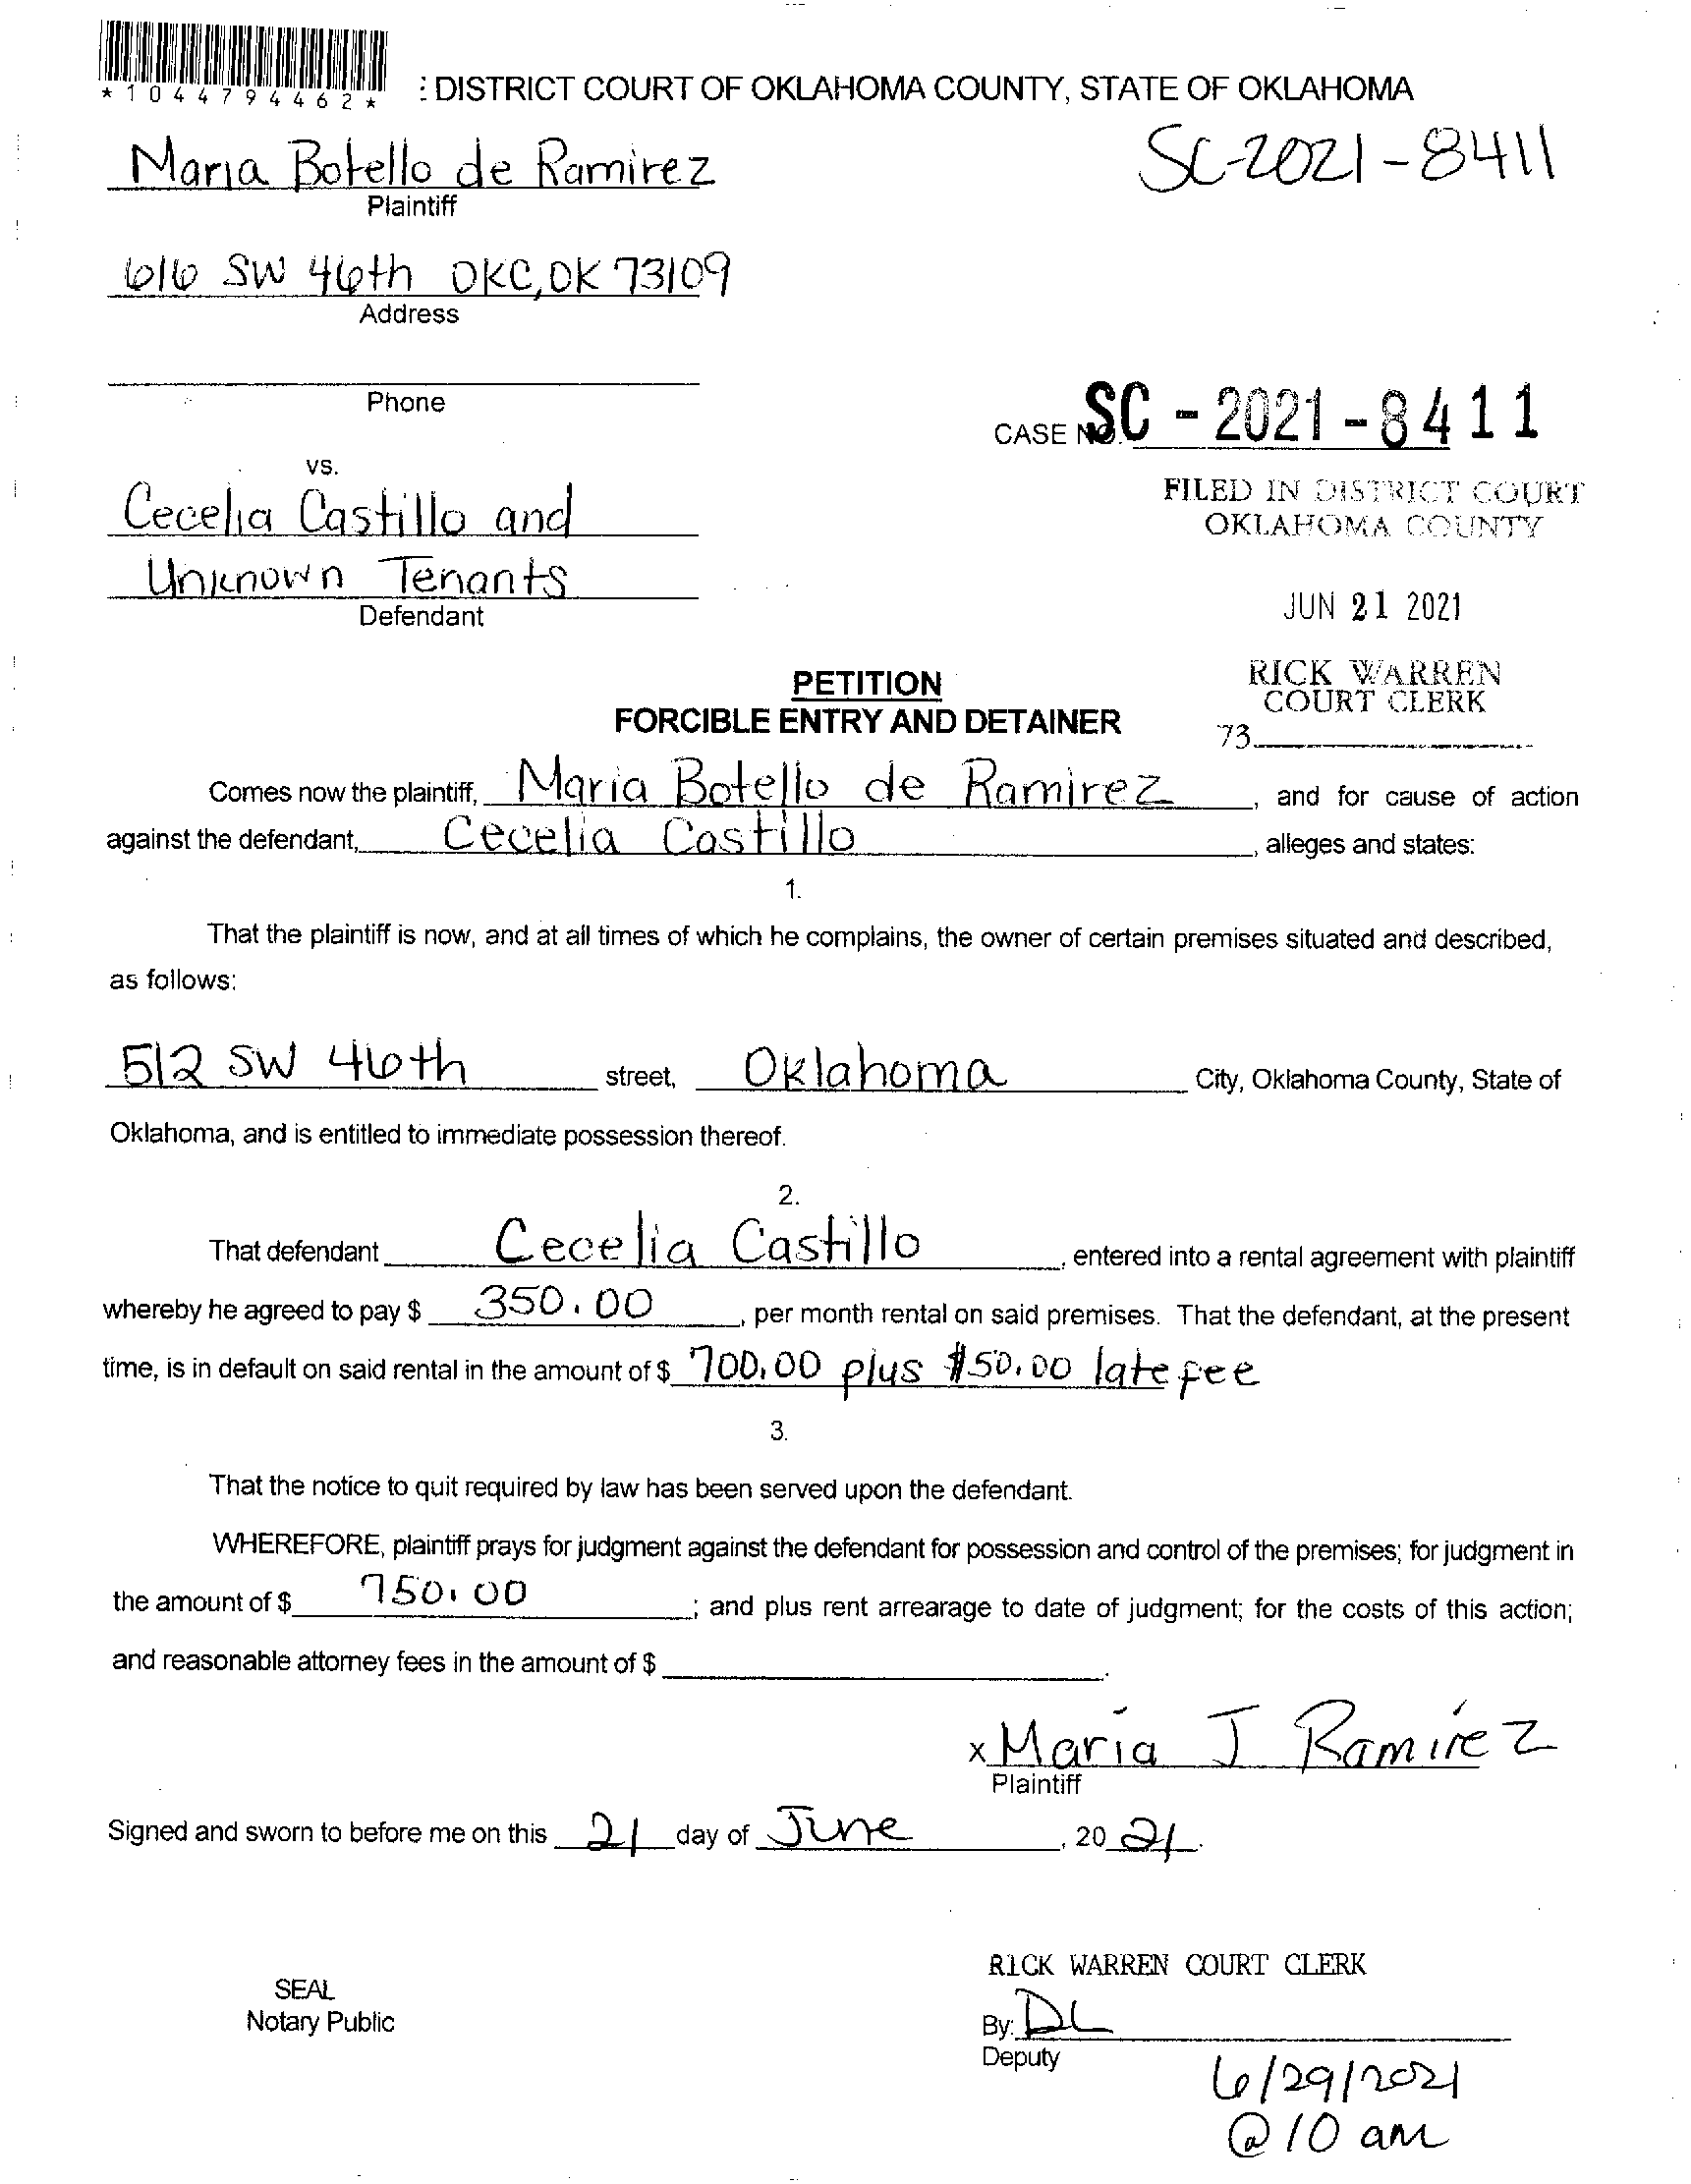 *1044794462*
: DISTRICT COURT OF OKLAHOMA COUNTY, STATE OF OKLAHOMA
Maria Botello de Ramirez
SC-2021-8411
Plaintiff
616 SW 46th OKC, OK 73109
Address
Phone
CASE NO. SC - 2021 - 8411
vs.
FILED IN DISTRICT COURT
Cecelia Castillo and
OKLAHOMA COUNTY
Unknown Tenants
JUN 21 2021
Defendant
RICK WARREN
PETITION
COURT CLERK
FORCIBLE ENTRY AND DETAINER
73
Comes now the plaintiff, Maria Botello de Ramirez, and for cause of action
against the defendant, Cecelia Castillo, alleges and states:
1.
That the plaintiff is now, and at all times of which he complains, the owner of certain premises situated and described,
as follows:
512 SW 46th street, Oklahoma City, Oklahoma County, State of
Oklahoma, and is entitled to immediate possession thereof.
2.
That defendant Cecelia Castillo, entered into a rental agreement with plaintiff
whereby he agreed to pay $ 350.00, per month rental on said premises. That the defendant, at the present
time, is in default on said rental in the amount of $ 700.00 plus $50.00 late fee
3.
That the notice to quit required by law has been served upon the defendant.
WHEREFORE, plaintiff prays for judgment against the defendant for possession and control of the premises; for judgment in
the amount of $ 750.00; and plus rent arrearage to date of judgment; for the costs of this action;
and reasonable attorney fees in the amount of $ .
x Maria J Ramirez
Plaintiff
Signed and sworn to before me on this 21 day of June, 20 21.
RICK WARREN COURT CLERK
SEAL
Notary Public
By: DL
Deputy
6/29/2021
@ 10 am